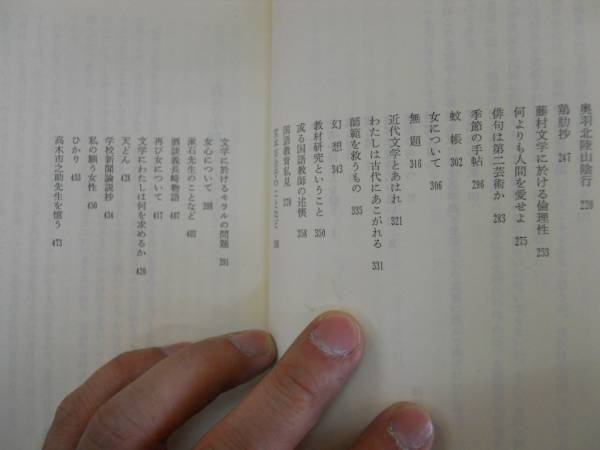 奥羽北陸山陰行 220
鶏肋抄 247
藤村文学に於ける倫理性 253
何よりも人間を愛せよ 275
俳句は第二芸術か 283
季節の手帖 296
蚊帳 302
女について 306
無題 316
近代文学とあはれ 321
わたしは古代にあこがれる 331
師範を救うもの 335
幻想 343
教材研究ということ 350
或る国語教師の述懐 358
国語教育私見 370
文学に於けるモラルの問題 391
女心について 398
漱石先生のことなど 402
酒談義長崎物語 407
再び女について 417
文学にわたしは何を求めるか 420
天どん 428
学校新聞論説抄 434
私の願う女性 450
ひかり 455
高木市之助先生を憶う 473